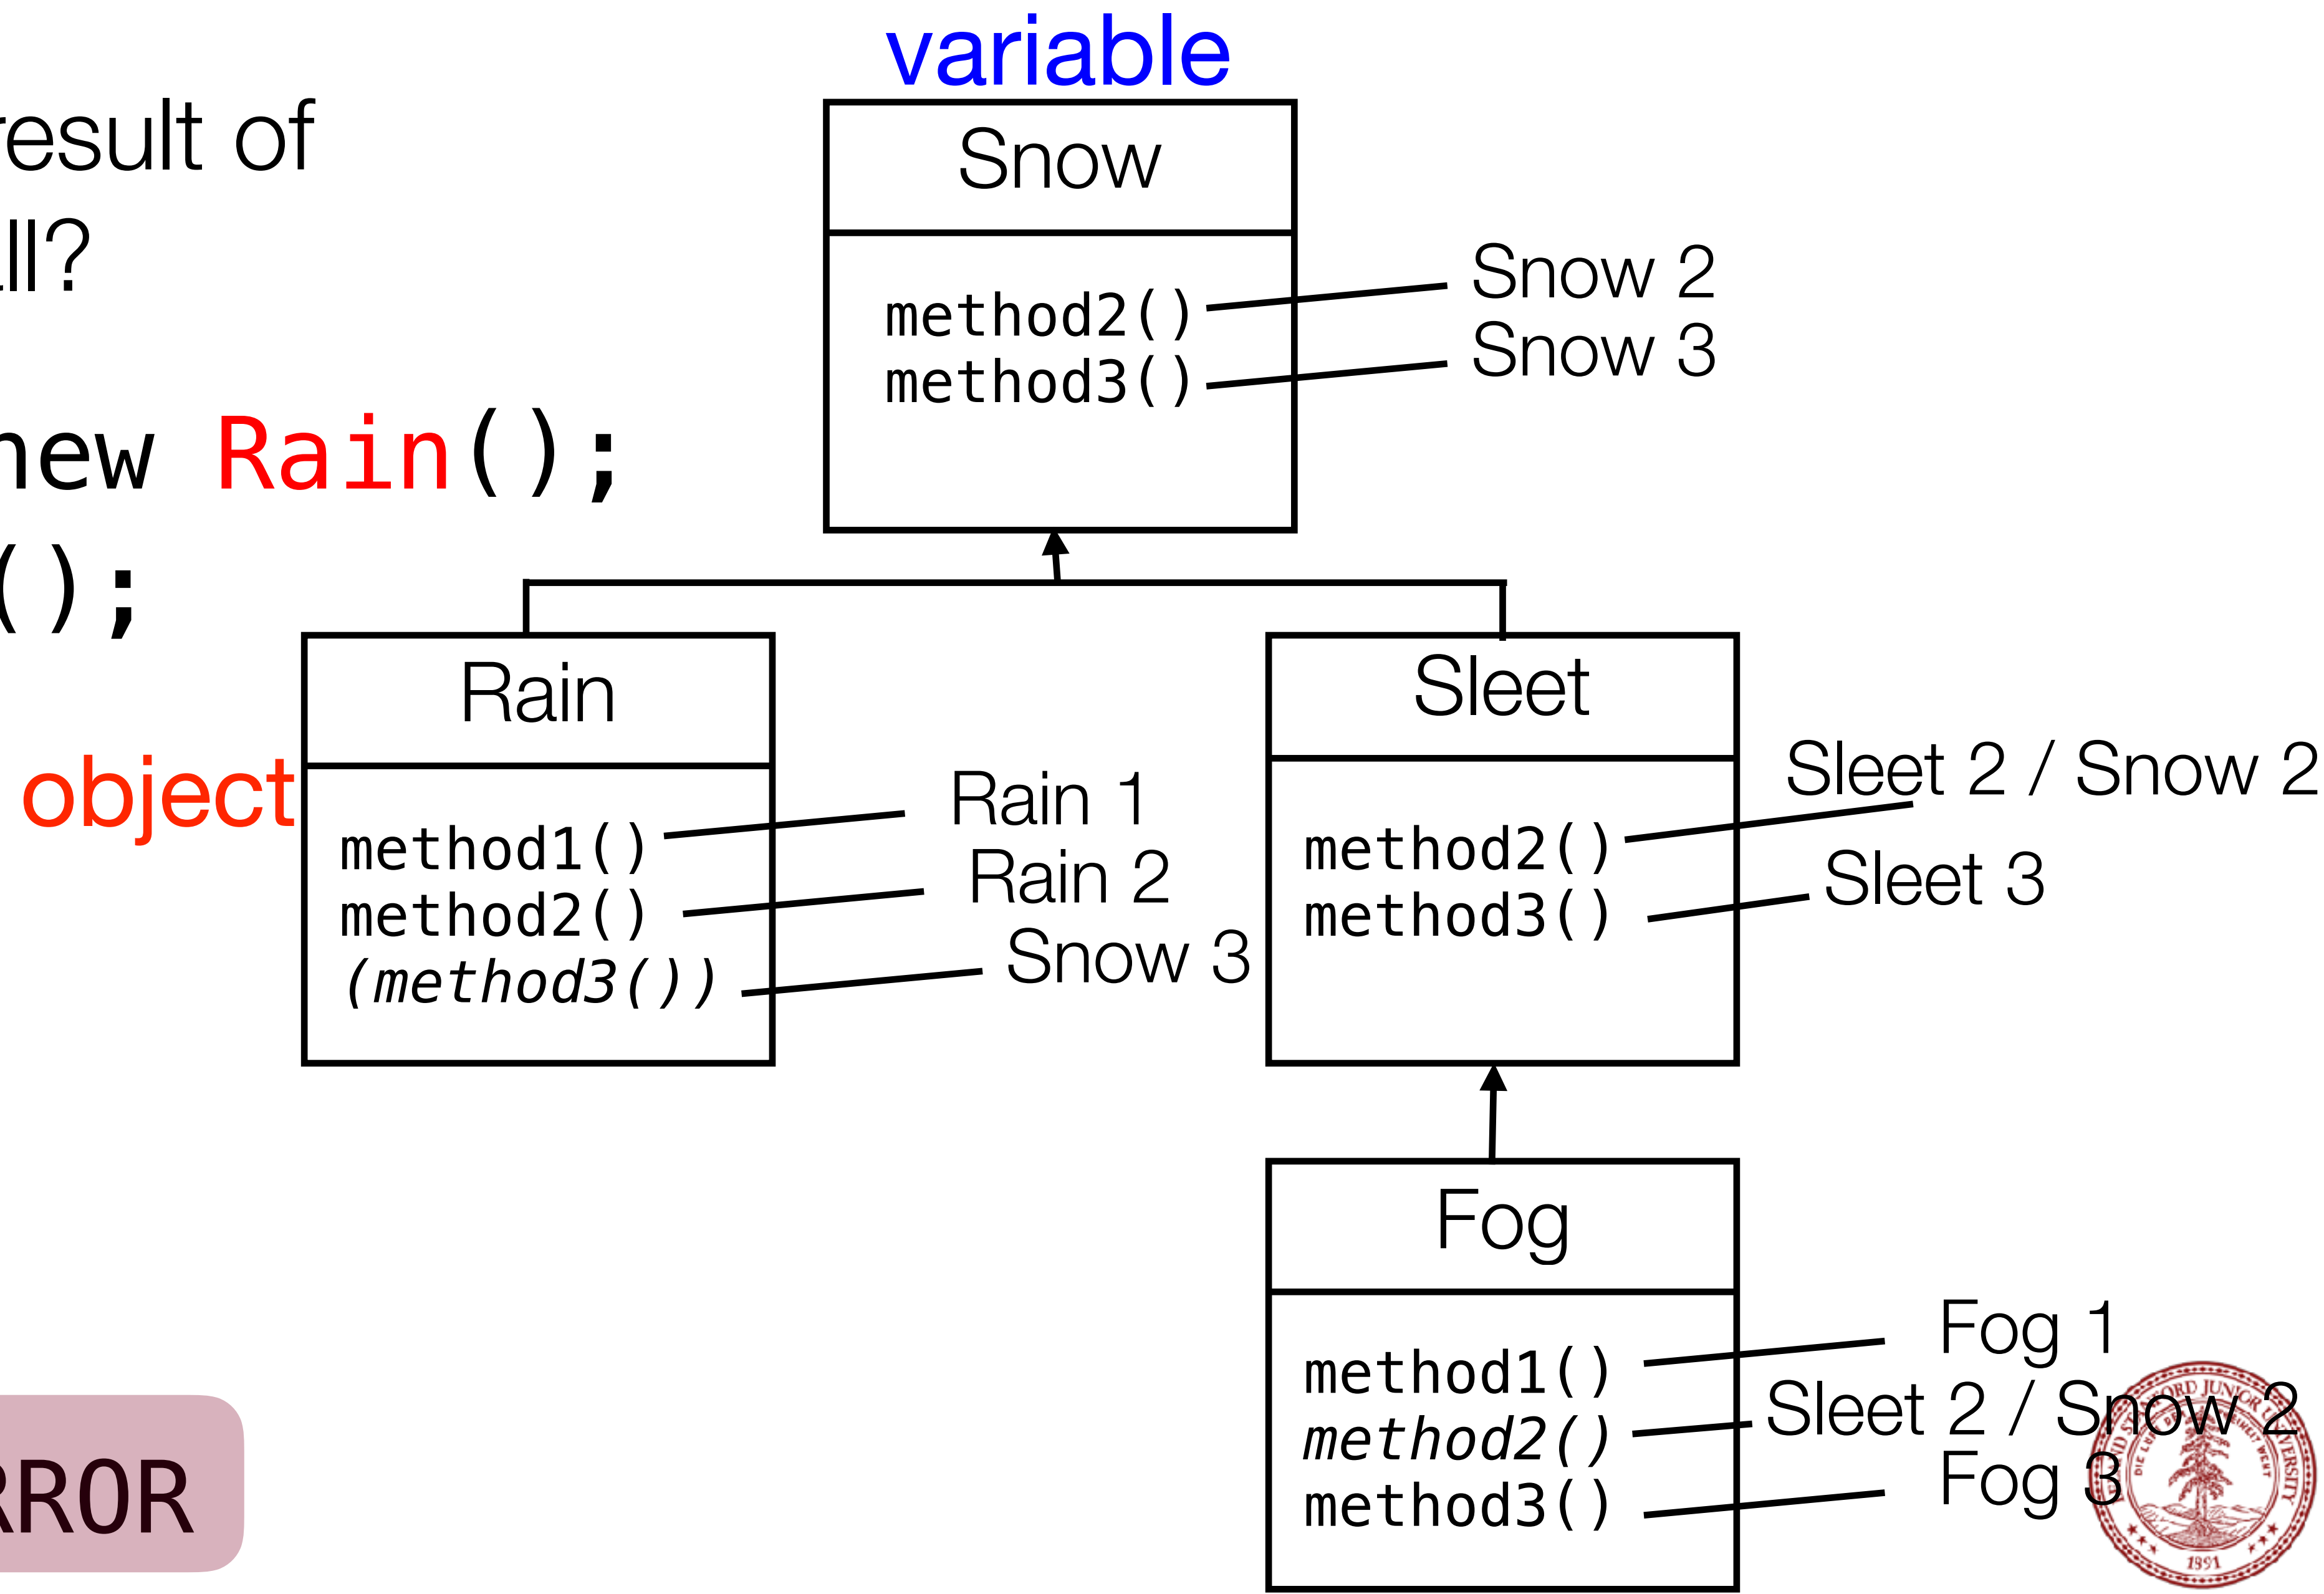 variable
result of
all?
new Rain();
();
object
Snow
method2()
method3()
Snow 2
Snow 3
Rain
method1()
method2()
(method3())
Rain 1
Rain 2
Snow 3
Sleet
method2()
method3()
Sleet 2 / Snow 2
Sleet 3
Fog
method1()
method2()
method3()
Fog 1
Sleet 2 / Snow 2
Fog 3
RROR
1891